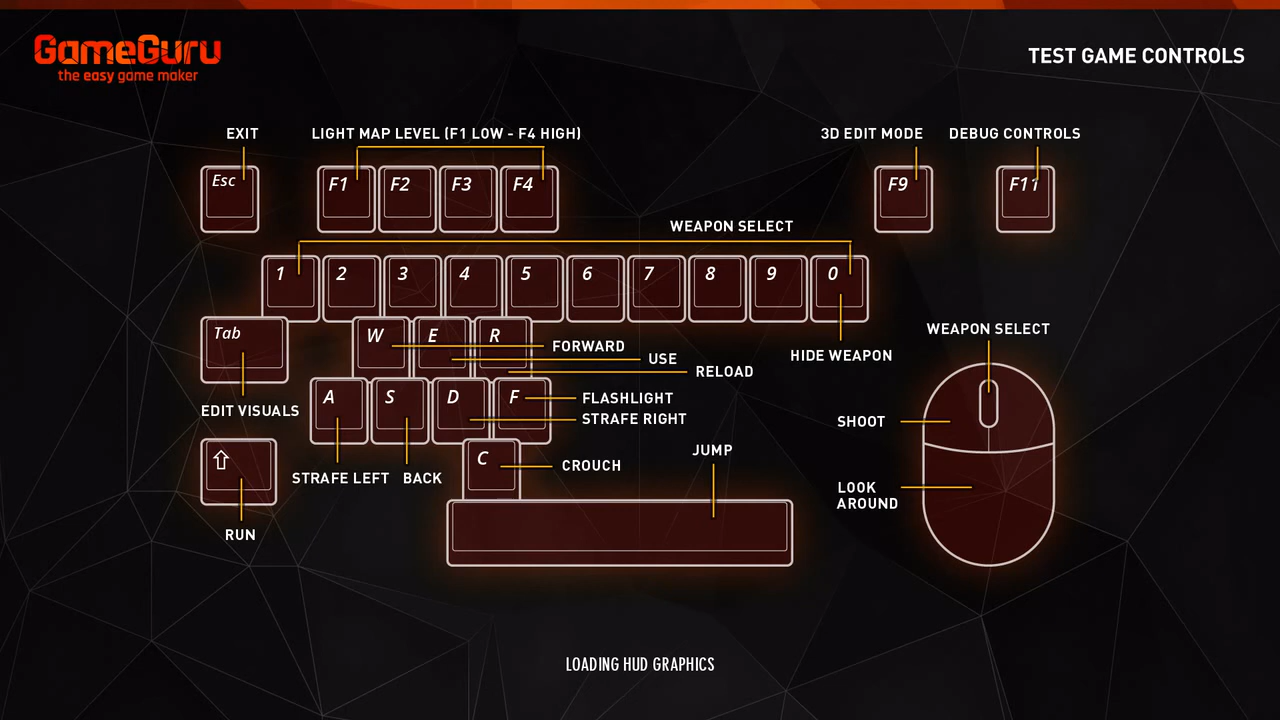 GameGuru
the easy game maker
TEST GAME CONTROLS
EXIT
LIGHT MAP LEVEL (F1 LOW - F4 HIGH)
3D EDIT MODE
DEBUG CONTROLS
Esc
F1
F2
F3
F4
F9
F11
WEAPON SELECT
1
2
3
4
5
6
7
8
9
0
Tab
W
E
R
FORWARD
USE
RELOAD
HIDE WEAPON
WEAPON SELECT
EDIT VISUALS
A
S
D
F
FLASHLIGHT
STRAFE RIGHT
SHOOT
STRAFE LEFT
BACK
C
CROUCH
JUMP
LOOK
AROUND
RUN
LOADING HUD GRAPHICS